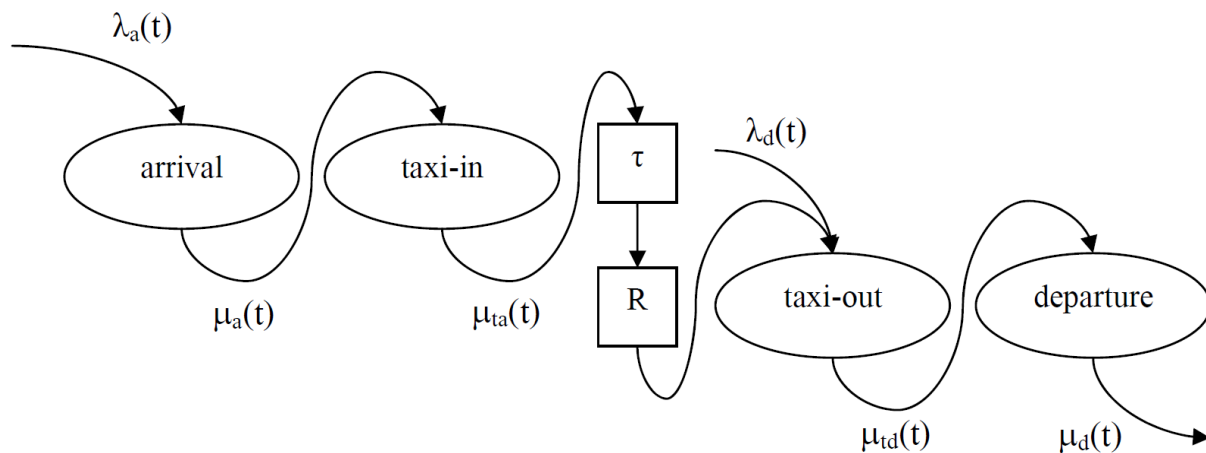 λa(t)
arrival
taxi-in
τ
λd(t)
R
taxi-out
departure
μa(t)
μta(t)
μtd(t)
μd(t)